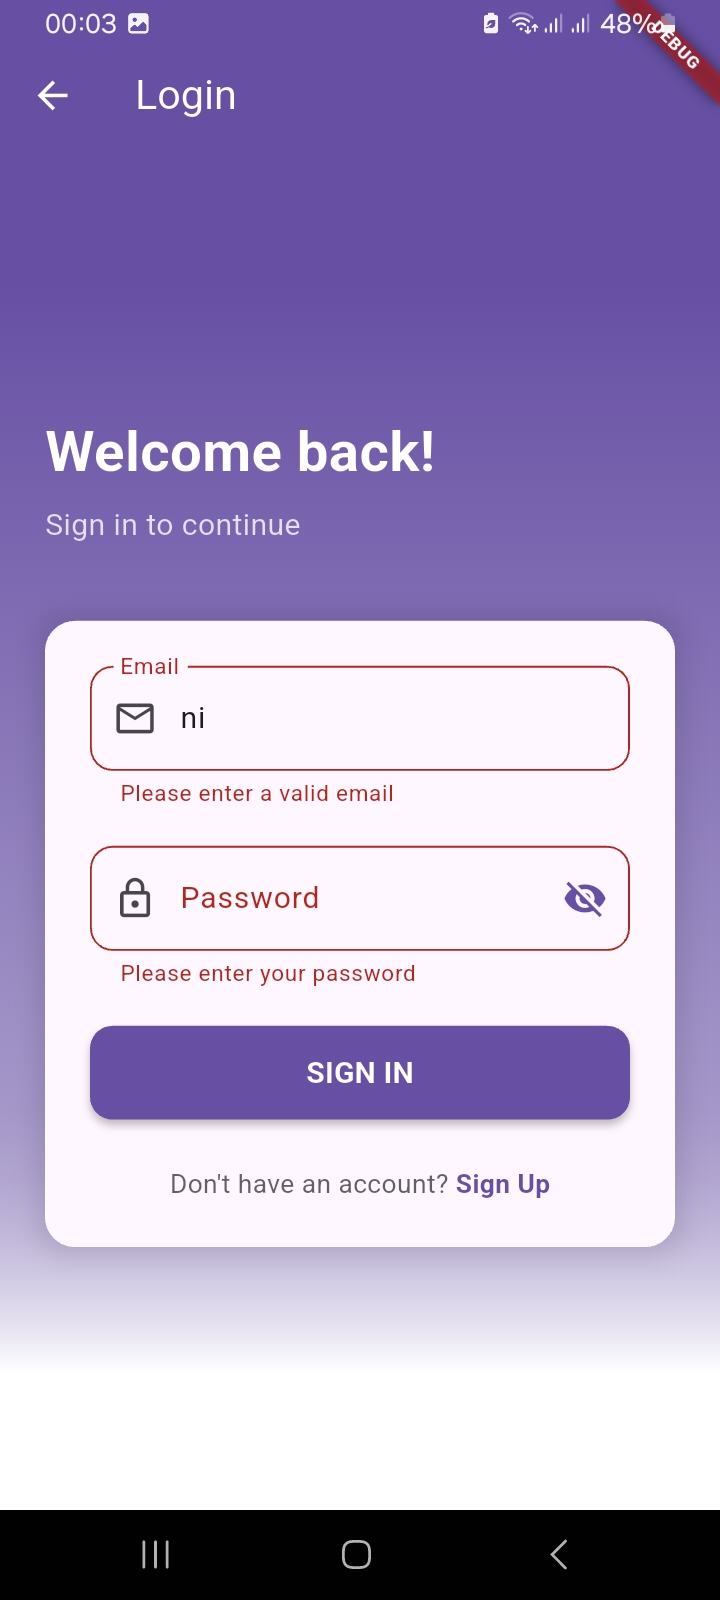 00:03 48%
DEBUG
Login
Welcome back!
Sign in to continue
Email
ni
Please enter a valid email
Password
Please enter your password
SIGN IN
Don't have an account? Sign Up